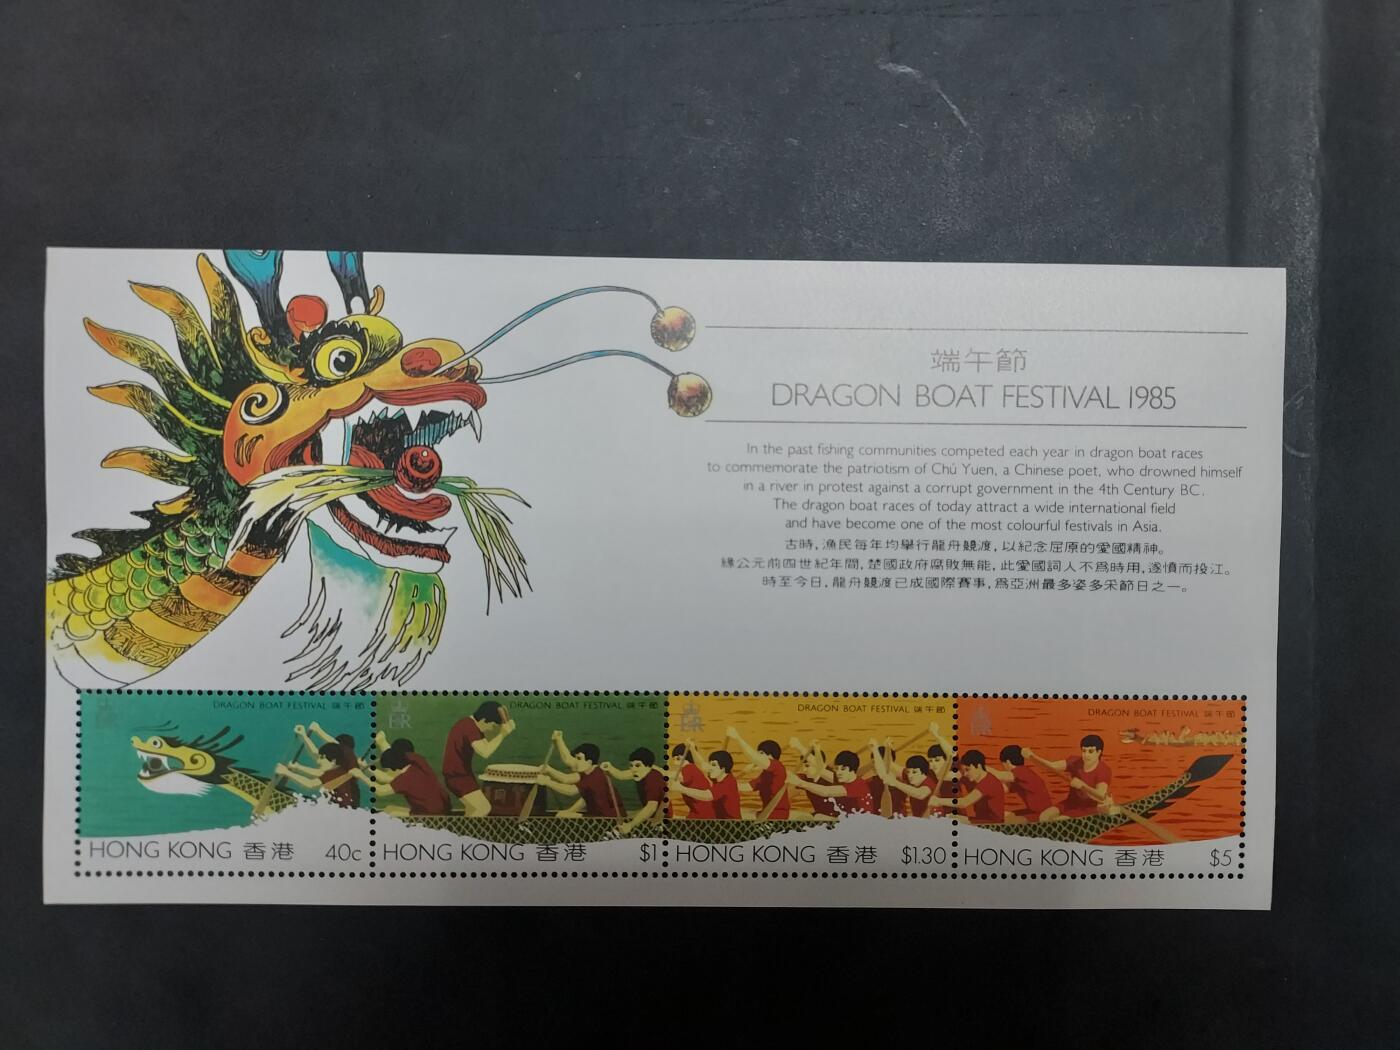 端午節
DRAGON BOAT FESTIVAL 1985
In the past fishing communities competed each year in dragon boat races
to commemorate the patriotism of Chú Yuen, a Chinese poet, who drowned himself
in a river in protest against a corrupt government in the 4th Century BC.
The dragon boat races of today attract a wide international field
and have become one of the most colourful festivals in Asia.
古時，漁民每年均舉行龍舟競渡，以紀念屈原的愛國精神。
緣公元前四世紀年間，楚國政府腐敗無能，此愛國詞人不爲時用，遂憤而投江。
時至今日，龍舟競渡已成國際賽事，爲亞洲最多姿多采節日之一。
DRAGON BOAT FESTIVAL 端午節
HONG KONG 香港 40c
DRAGON BOAT FESTIVAL 端午節
HONG KONG 香港 $1
DRAGON BOAT FESTIVAL 端午節
HONG KONG 香港 $1.30
DRAGON BOAT FESTIVAL 端午節
HONG KONG 香港 $5